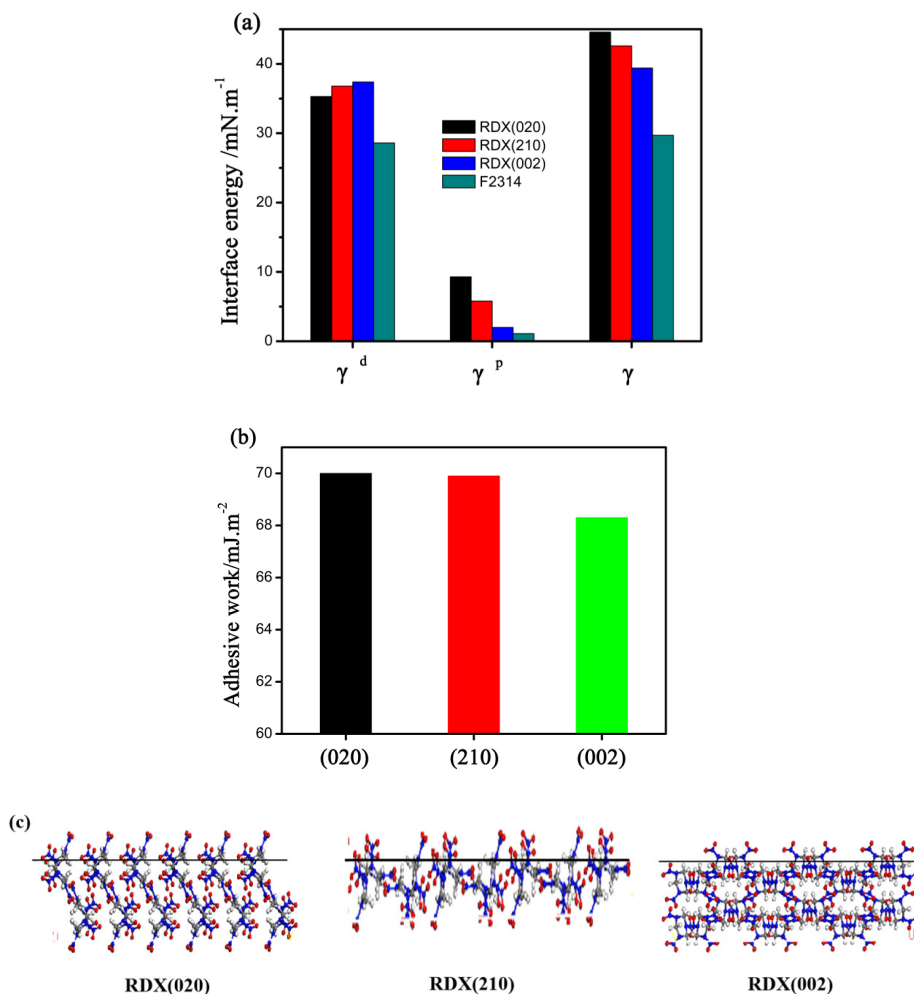 (a)
Interface energy /mN.m⁻¹
40
30
20
10
0
RDX(020)
RDX(210)
RDX(002)
F2314
γ ᵈ
γ ᵖ
γ
(b)
Adhesive work/mJ.m⁻²
70
68
66
64
62
60
(020)
(210)
(002)
(c)
RDX(020)
RDX(210)
RDX(002)